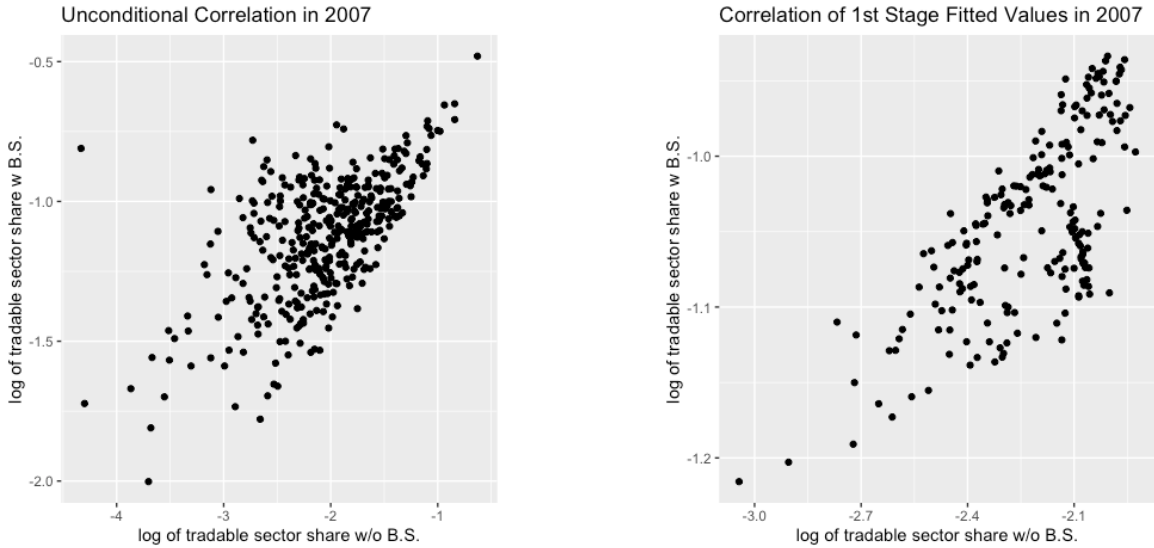 Unconditional Correlation in 2007
log of tradable sector share w B.S.
-0.5
-1.0
-1.5
-2.0
-4 -3 -2 -1
log of tradable sector share w/o B.S.
Correlation of 1st Stage Fitted Values in 2007
log of tradable sector share w B.S.
-1.0
-1.1
-1.2
-3.0 -2.7 -2.4 -2.1
log of tradable sector share w/o B.S.